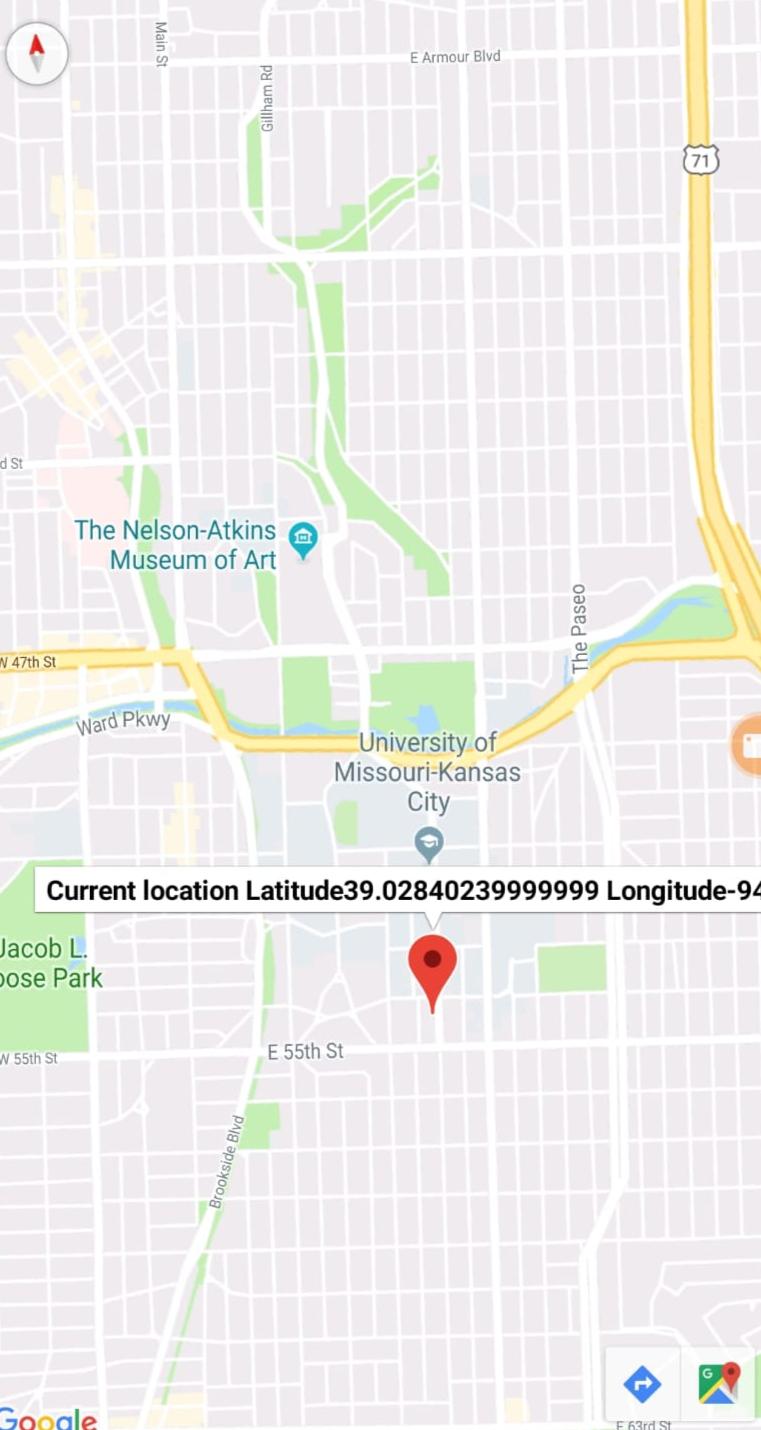 Main St
E Armour Blvd
Gillham Rd
71
d St
The Nelson-Atkins
Museum of Art
The Paseo
W 47th St
Ward Pkwy
University of
Missouri-Kansas
City
Current location Latitude39.02840239999999 Longitude-94
Jacob L.
oose Park
E 55th St
W 55th St
Brookside Blvd
G
Google
E 63rd St